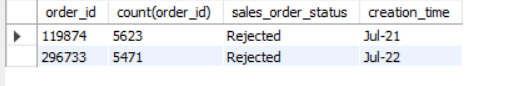 order_id count(order_id) sales_order_status creation_time
119874 5623 Rejected Jul-21
296733 5471 Rejected Jul-22